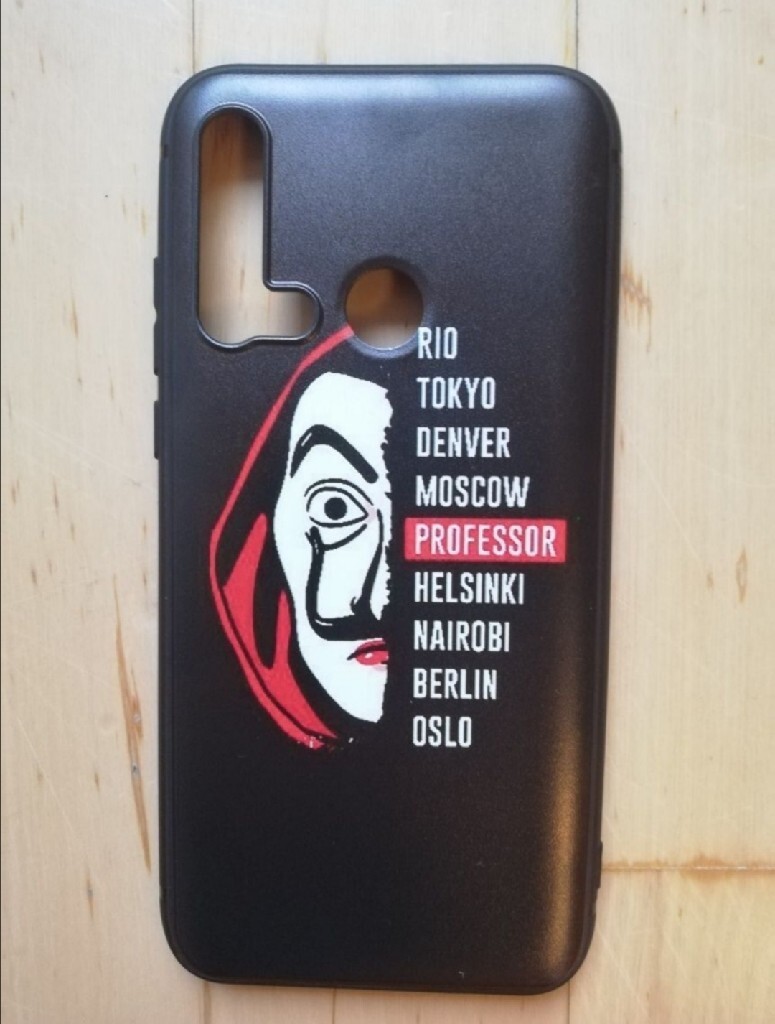 RIO
TOKYO
DENVER
MOSCOW
PROFESSOR
HELSINKI
NAIROBI
BERLIN
OSLO